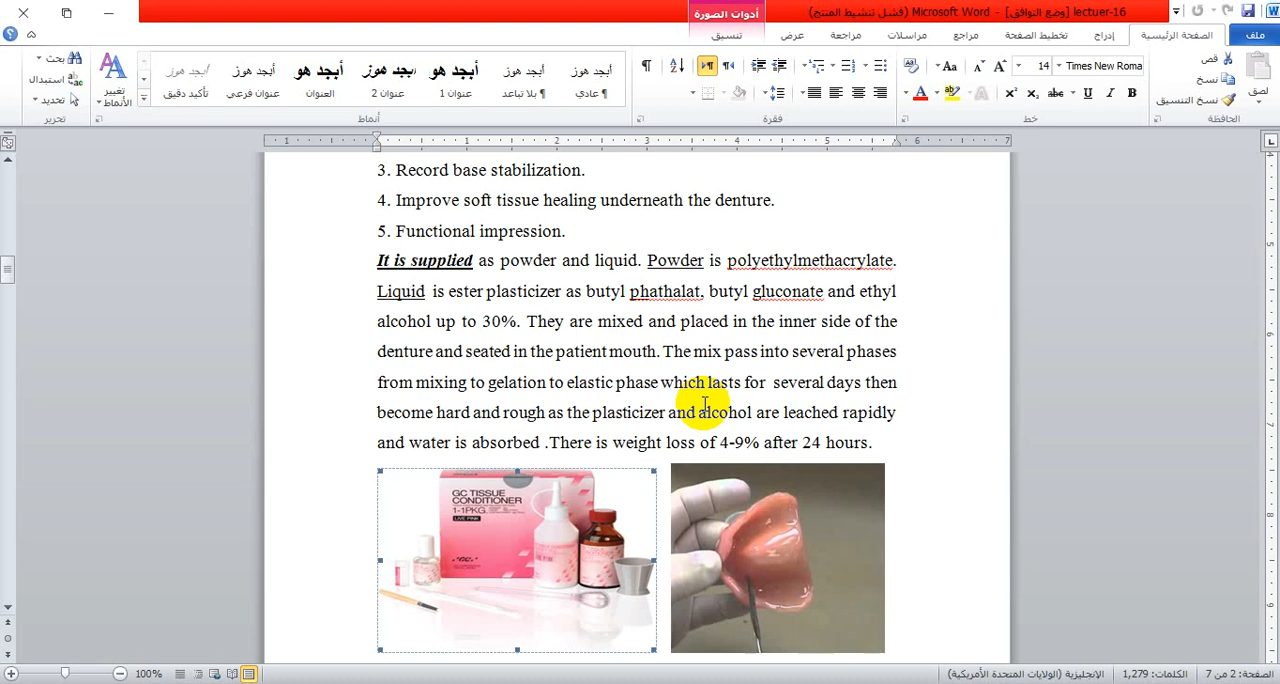 lectuer-16 [وضع التوافق] - Microsoft Word (فشل تنشيط المنتج)
أدوات الصورة
ملف
الصفحة الرئيسية
إدراج
تخطيط الصفحة
مراجع
مراسلات
مراجعة
عرض
تنسيق
لصق
قص
نسخ
نسخ التنسيق
الحافظة
Times New Roma
14
Aa
خط
فقرة
أبجد هوز
¶ عادي
أبجد هوز
¶ بلا تباعد
أبجد هو
عنوان 1
أبجد هوز
عنوان 2
أبجد هو
العنوان
أبجد هوز
عنوان فرعي
أبجد هوز
تأكيد دقيق
أنماط
تغيير
الأنماط
بحث
استبدال
تحديد
تحرير
3. Record base stabilization.
4. Improve soft tissue healing underneath the denture.
5. Functional impression.
It is supplied as powder and liquid. Powder is polyethylmethacrylate.
Liquid is ester plasticizer as butyl phathalat, butyl gluconate and ethyl
alcohol up to 30%. They are mixed and placed in the inner side of the
denture and seated in the patient mouth. The mix pass into several phases
from mixing to gelation to elastic phase which lasts for several days then
become hard and rough as the plasticizer and alcohol are leached rapidly
and water is absorbed .There is weight loss of 4-9% after 24 hours.
GC TISSUE
CONDITIONER
1-1PKG.
LIVE PINK
الصفحة: 2 من 7
الكلمات: 1,279
الإنجليزية (الولايات المتحدة الأمريكية)
100%